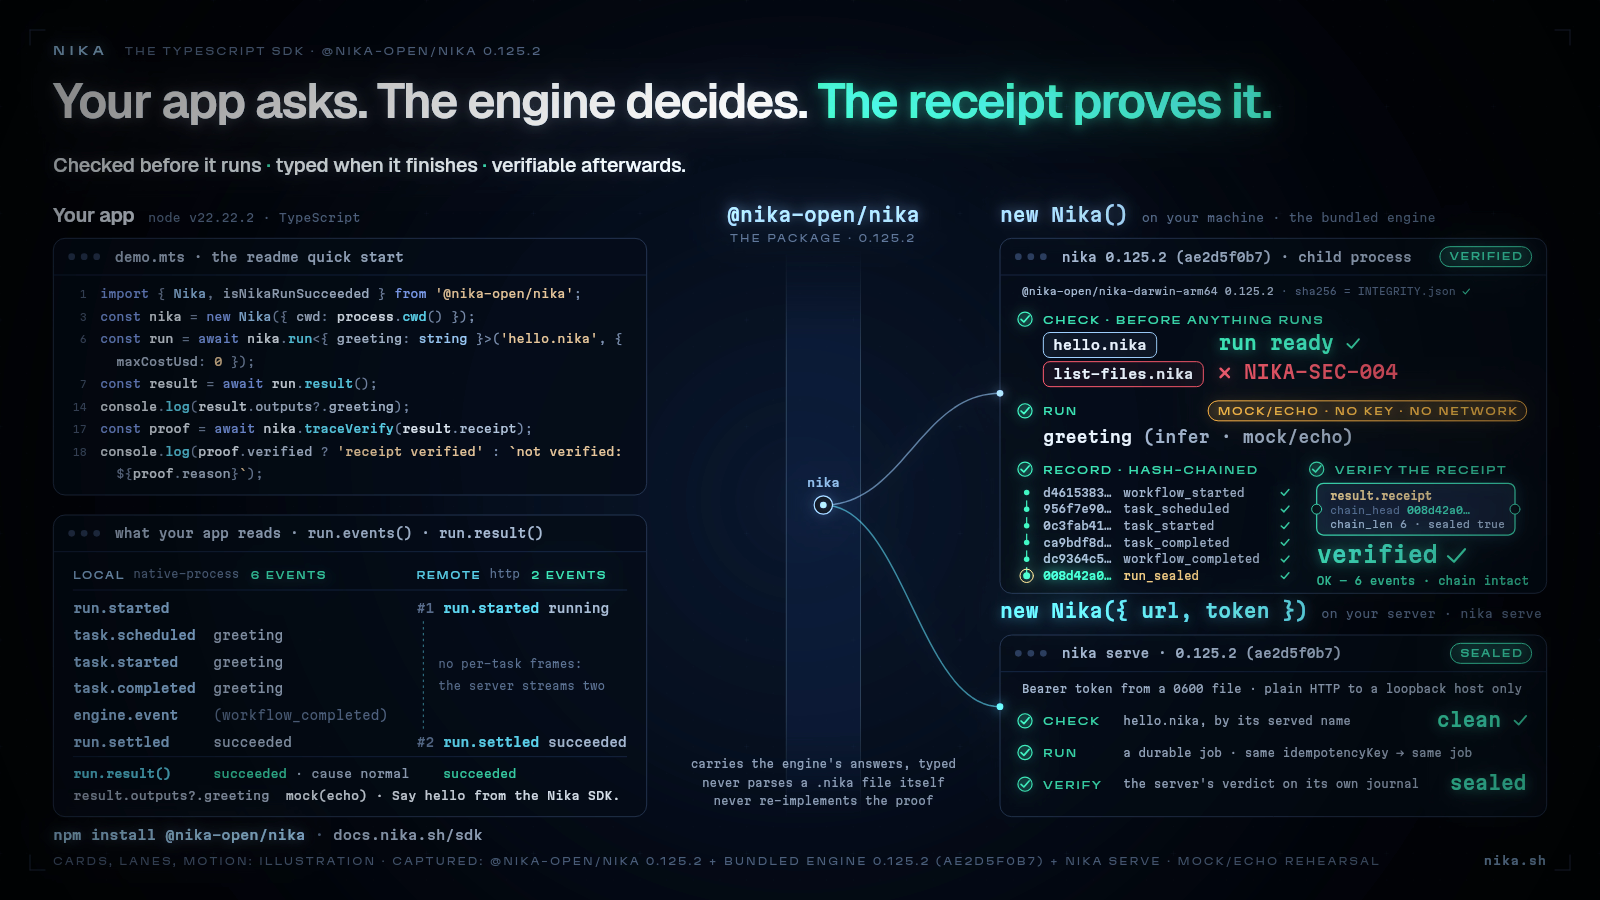 NIKA THE TYPESCRIPT SDK · @NIKA-OPEN/NIKA 0.125.2
Your app asks. The engine decides. The receipt proves it.
Checked before it runs · typed when it finishes · verifiable afterwards.
Your app node v22.22.2 · TypeScript
demo.mts · the readme quick start
1 import { Nika, isNikaRunSucceeded } from '@nika-open/nika';
3 const nika = new Nika({ cwd: process.cwd() });
6 const run = await nika.run<{ greeting: string }>('hello.nika', {
maxCostUsd: 0 });
7 const result = await run.result();
14 console.log(result.outputs?.greeting);
17 const proof = await nika.traceVerify(result.receipt);
18 console.log(proof.verified ? 'receipt verified' : `not verified:
${proof.reason}`);
what your app reads · run.events() · run.result()
LOCAL native-process 6 EVENTS REMOTE http 2 EVENTS
run.started #1 run.started running
task.scheduled greeting
task.started greeting
no per-task frames:
the server streams two
task.completed greeting
engine.event (workflow_completed)
run.settled succeeded #2 run.settled succeeded
run.result() succeeded · cause normal succeeded
result.outputs?.greeting mock(echo) · Say hello from the Nika SDK.
npm install @nika-open/nika · docs.nika.sh/sdk
@nika-open/nika
THE PACKAGE · 0.125.2
nika
carries the engine's answers, typed
never parses a .nika file itself
never re-implements the proof
new Nika() on your machine · the bundled engine
nika 0.125.2 (ae2d5f0b7) · child process VERIFIED
@nika-open/nika-darwin-arm64 0.125.2 · sha256 = INTEGRITY.json ✓
CHECK · BEFORE ANYTHING RUNS
hello.nika run ready ✓
list-files.nika × NIKA-SEC-004
RUN MOCK/ECHO · NO KEY · NO NETWORK
greeting (infer · mock/echo)
RECORD · HASH-CHAINED
d4615383… workflow_started ✓
956f7e90… task_scheduled ✓
0c3fab41… task_started ✓
ca9bdf8d… task_completed ✓
dc9364c5… workflow_completed ✓
008d42a0… run_sealed ✓
VERIFY THE RECEIPT
result.receipt
chain_head 008d42a0…
chain_len 6 · sealed true
verified ✓
OK — 6 events · chain intact
new Nika({ url, token }) on your server · nika serve
nika serve · 0.125.2 (ae2d5f0b7) SEALED
Bearer token from a 0600 file · plain HTTP to a loopback host only
CHECK hello.nika, by its served name clean ✓
RUN a durable job · same idempotencyKey → same job
VERIFY the server's verdict on its own journal sealed
CARDS, LANES, MOTION: ILLUSTRATION · CAPTURED: @NIKA-OPEN/NIKA 0.125.2 + BUNDLED ENGINE 0.125.2 (AE2D5F0B7) + NIKA SERVE · MOCK/ECHO REHEARSAL nika.sh